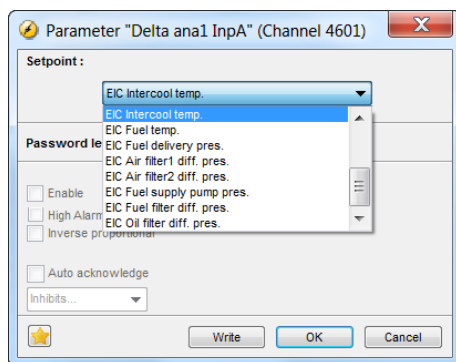 Parameter "Delta ana1 InpA" (Channel 4601)
Setpoint :
EIC Intercool temp.
EIC Intercool temp.
EIC Fuel temp.
Password le
EIC Fuel delivery pres.
EIC Air filter1 diff. pres.
EIC Air filter2 diff. pres.
EIC Fuel supply pump pres.
EIC Fuel filter diff. pres.
EIC Oil filter diff. pres.
Enable
High Alarm
Inverse proportional
Auto acknowledge
Inhibits...
Write
OK
Cancel